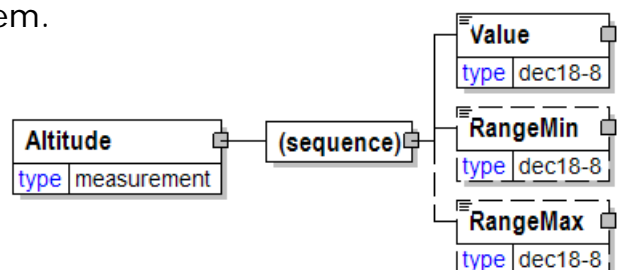 em.
Value
type dec18-8
RangeMin
type dec18-8
Altitude
type measurement
(sequence)
RangeMax
type dec18-8